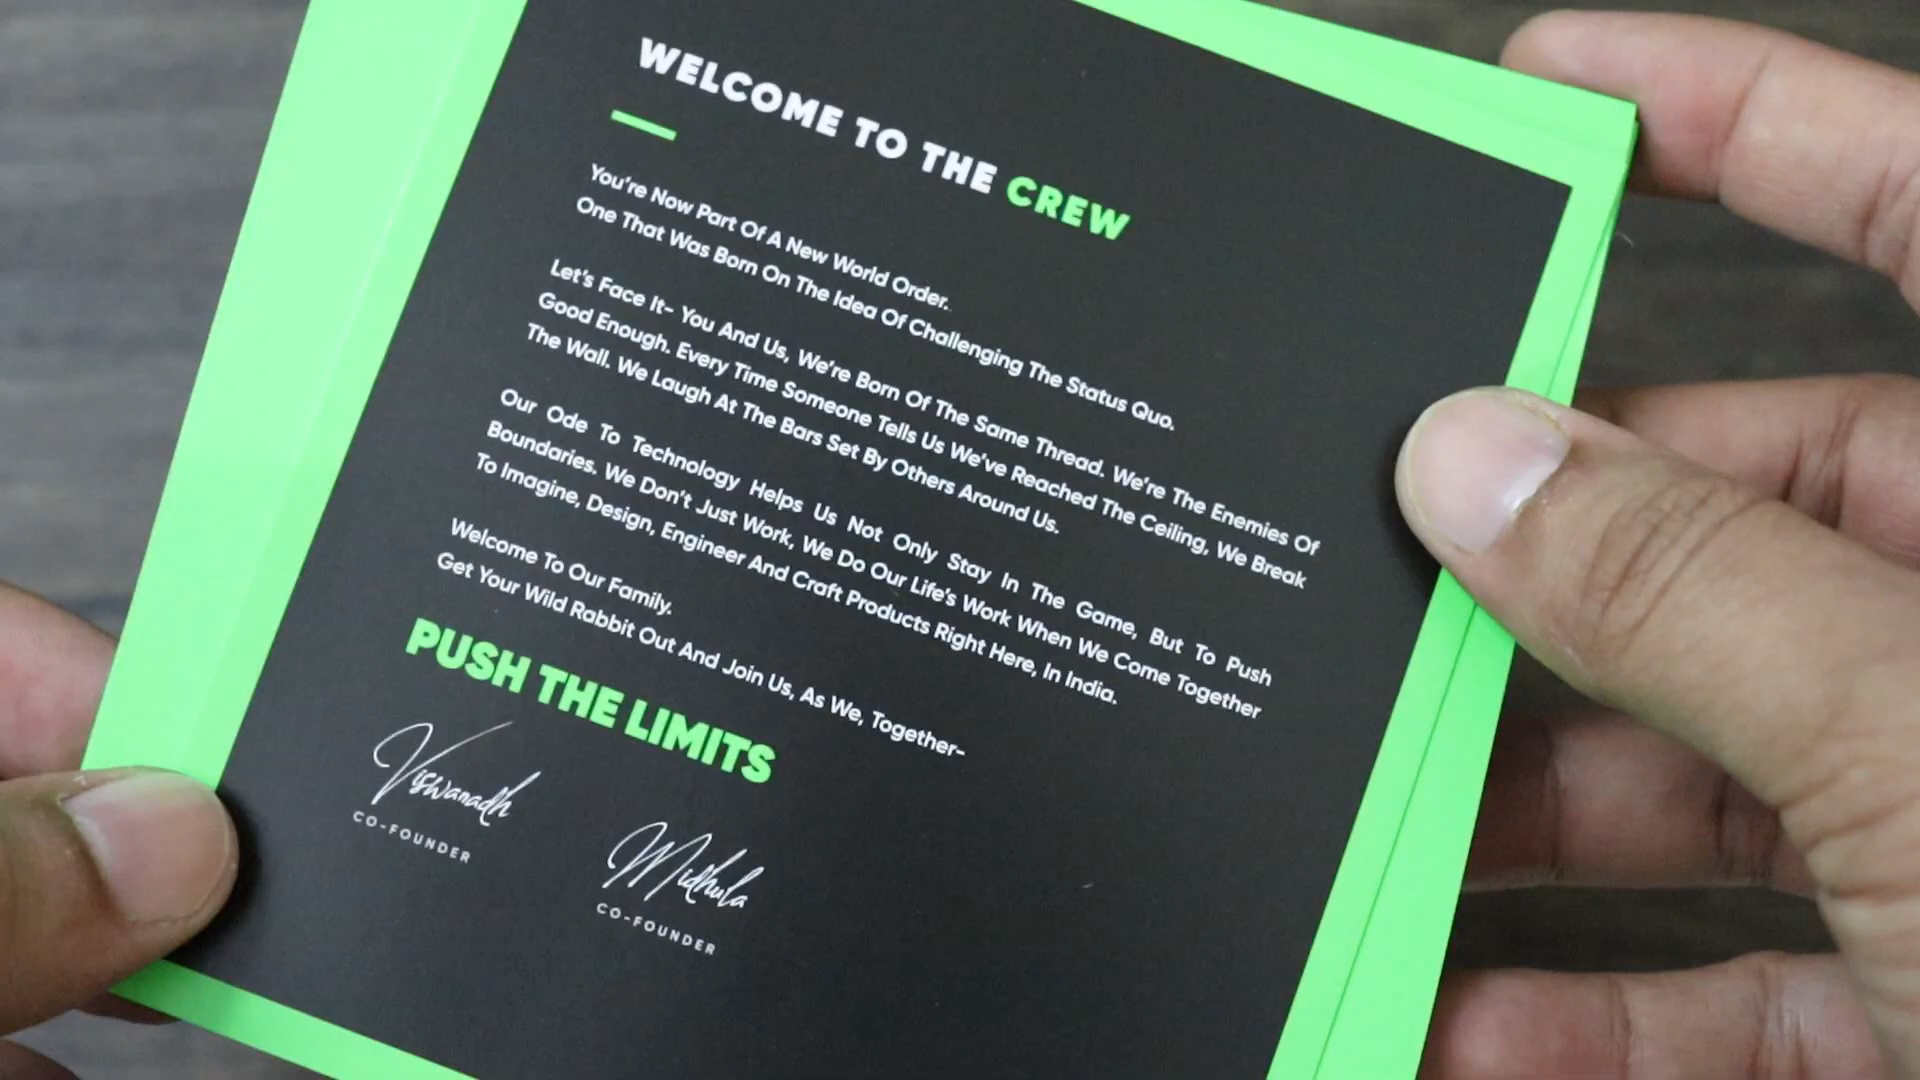 WELCOME TO THE CREW
You're Now Part Of A New World Order.
One That Was Born On The Idea Of Challenging The Status Quo.
Let's Face It- You And Us, We're Born Of The Same Thread. We're The Enemies Of
Good Enough. Every Time Someone Tells Us We've Reached The Ceiling, We Break
The Wall. We Laugh At The Bars Set By Others Around Us.
Our Ode To Technology Helps Us Not Only Stay In The Game, But To Push
Boundaries. We Don't Just Work, We Do Our Life's Work When We Come Together
To Imagine, Design, Engineer And Craft Products Right Here, In India.
Welcome To Our Family.
Get Your Wild Rabbit Out And Join Us, As We, Together-
PUSH THE LIMITS
Viswanadh
CO-FOUNDER
Midhula
CO-FOUNDER